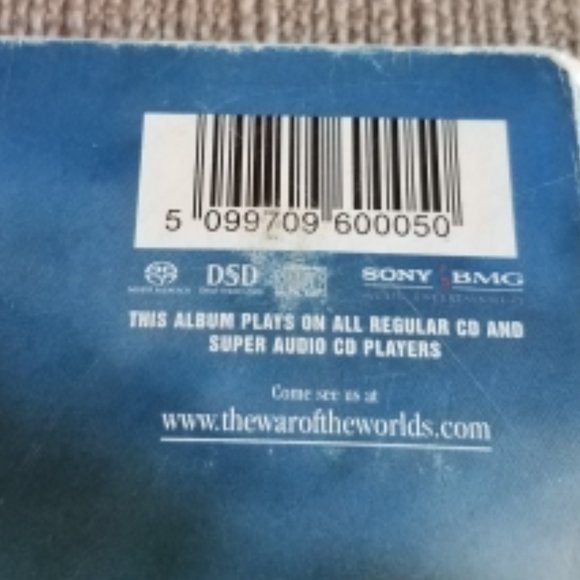 5 099709 600050
DSD
SONY BMG
THIS ALBUM PLAYS ON ALL REGULAR CD AND
SUPER AUDIO CD PLAYERS
Come see us at
www.thewaroftheworlds.com